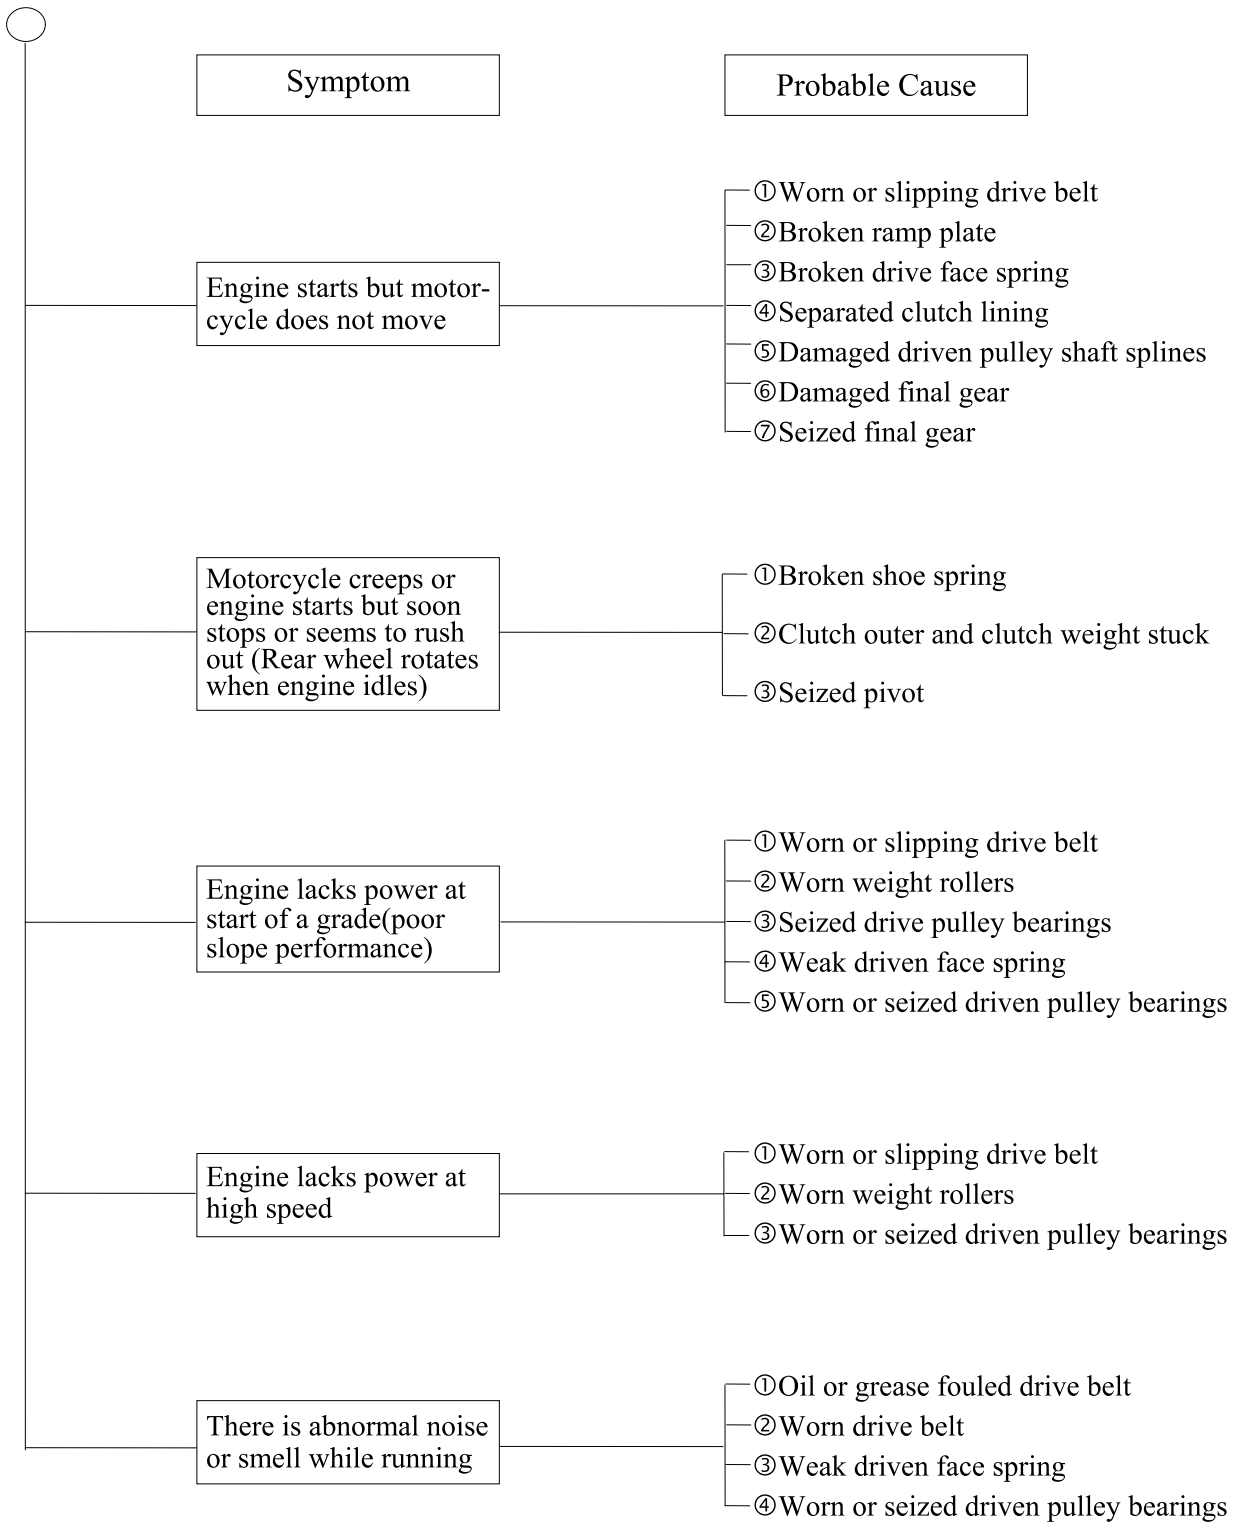 Symptom
Probable Cause
Engine starts but motor-
cycle does not move
①Worn or slipping drive belt
②Broken ramp plate
③Broken drive face spring
④Separated clutch lining
⑤Damaged driven pulley shaft splines
⑥Damaged final gear
⑦Seized final gear
Motorcycle creeps or
engine starts but soon
stops or seems to rush
out (Rear wheel rotates
when engine idles)
①Broken shoe spring
②Clutch outer and clutch weight stuck
③Seized pivot
Engine lacks power at
start of a grade(poor
slope performance)
①Worn or slipping drive belt
②Worn weight rollers
③Seized drive pulley bearings
④Weak driven face spring
⑤Worn or seized driven pulley bearings
Engine lacks power at
high speed
①Worn or slipping drive belt
②Worn weight rollers
③Worn or seized driven pulley bearings
There is abnormal noise
or smell while running
①Oil or grease fouled drive belt
②Worn drive belt
③Weak driven face spring
④Worn or seized driven pulley bearings